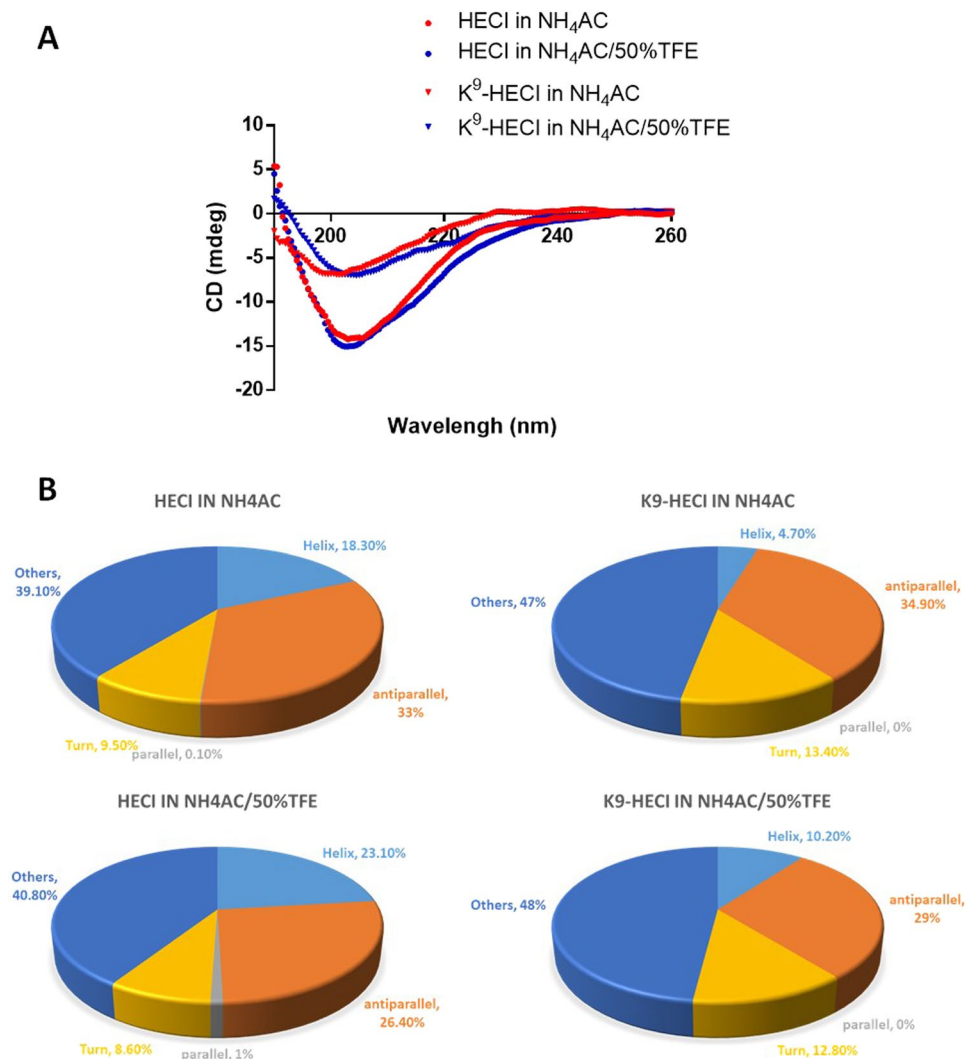 A
HECI in NH₄AC
HECI in NH₄AC/50%TFE
K⁹-HECI in NH₄AC
K⁹-HECI in NH₄AC/50%TFE
10
5
0
-5
-10
-15
-20
200
220
240
260
CD (mdeg)
Wavelengh (nm)
B
HECI IN NH4AC
Helix, 18.30%
Others,
39.10%
antiparallel,
33%
Turn, 9.50%
parallel, 0.10%
K9-HECI IN NH4AC
Helix, 4.70%
antiparallel,
34.90%
Others, 47%
parallel, 0%
Turn, 13.40%
HECI IN NH4AC/50%TFE
Helix, 23.10%
Others,
40.80%
antiparallel,
26.40%
Turn, 8.60%
parallel, 1%
K9-HECI IN NH4AC/50%TFE
Helix, 10.20%
antiparallel,
29%
Others, 48%
parallel, 0%
Turn, 12.80%